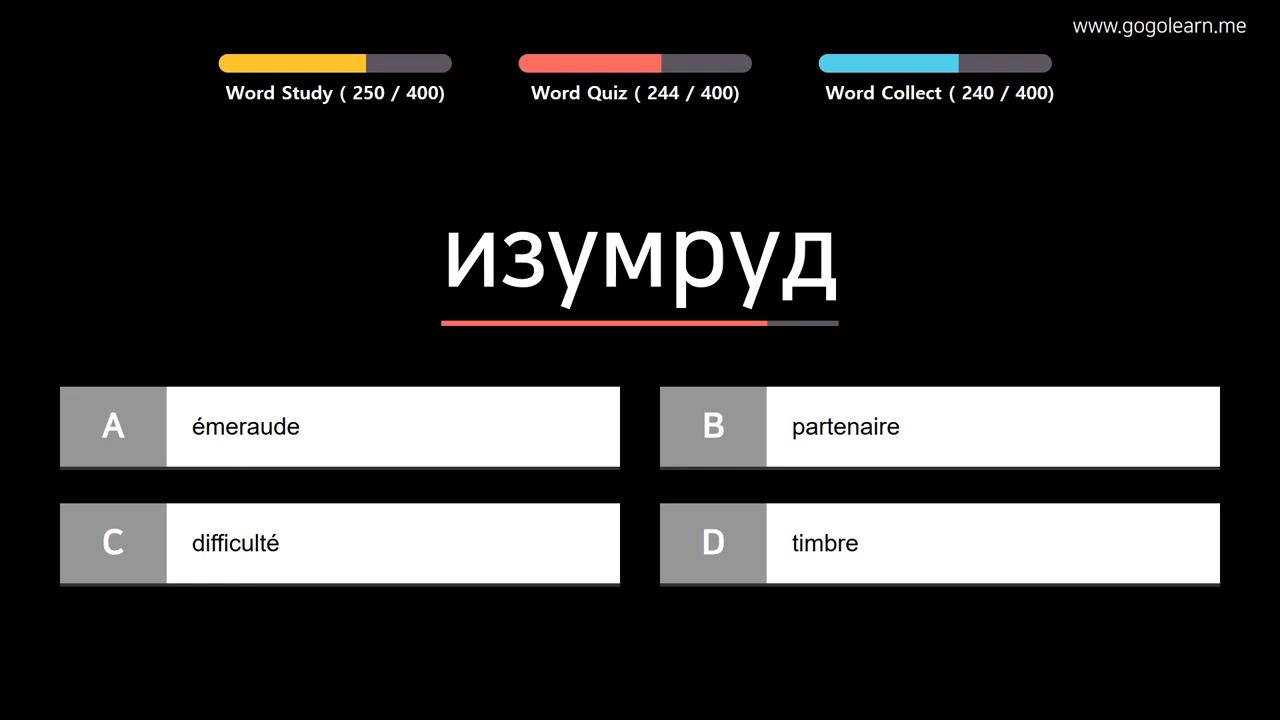 www.gogolearn.me
Word Study ( 250 / 400)
Word Quiz ( 244 / 400)
Word Collect ( 240 / 400)
изумруд
A émeraude
B partenaire
C difficulté
D timbre